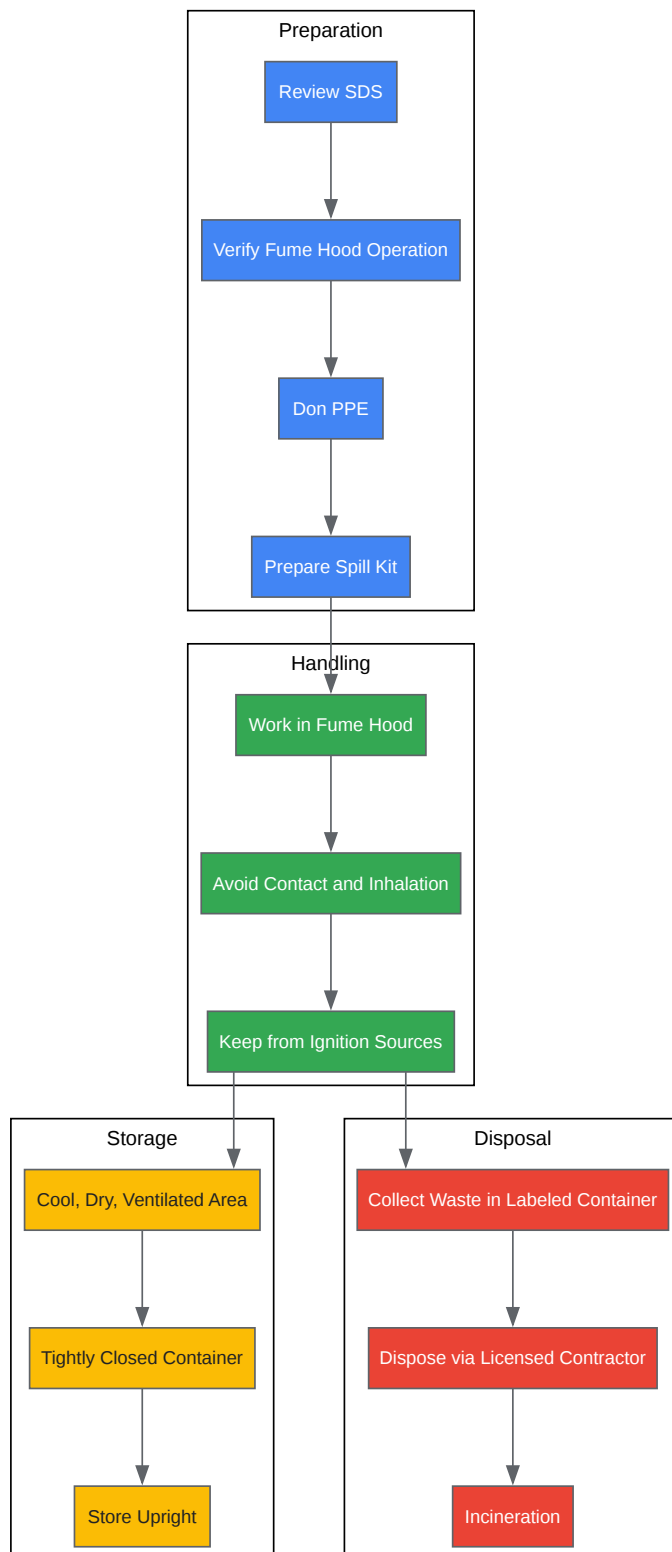 Preparation
Review SDS
Verify Fume Hood Operation
Don PPE
Prepare Spill Kit
Handling
Work in Fume Hood
Avoid Contact and Inhalation
Keep from Ignition Sources
Storage
Cool, Dry, Ventilated Area
Tightly Closed Container
Store Upright
Disposal
Collect Waste in Labeled Container
Dispose via Licensed Contractor
Incineration